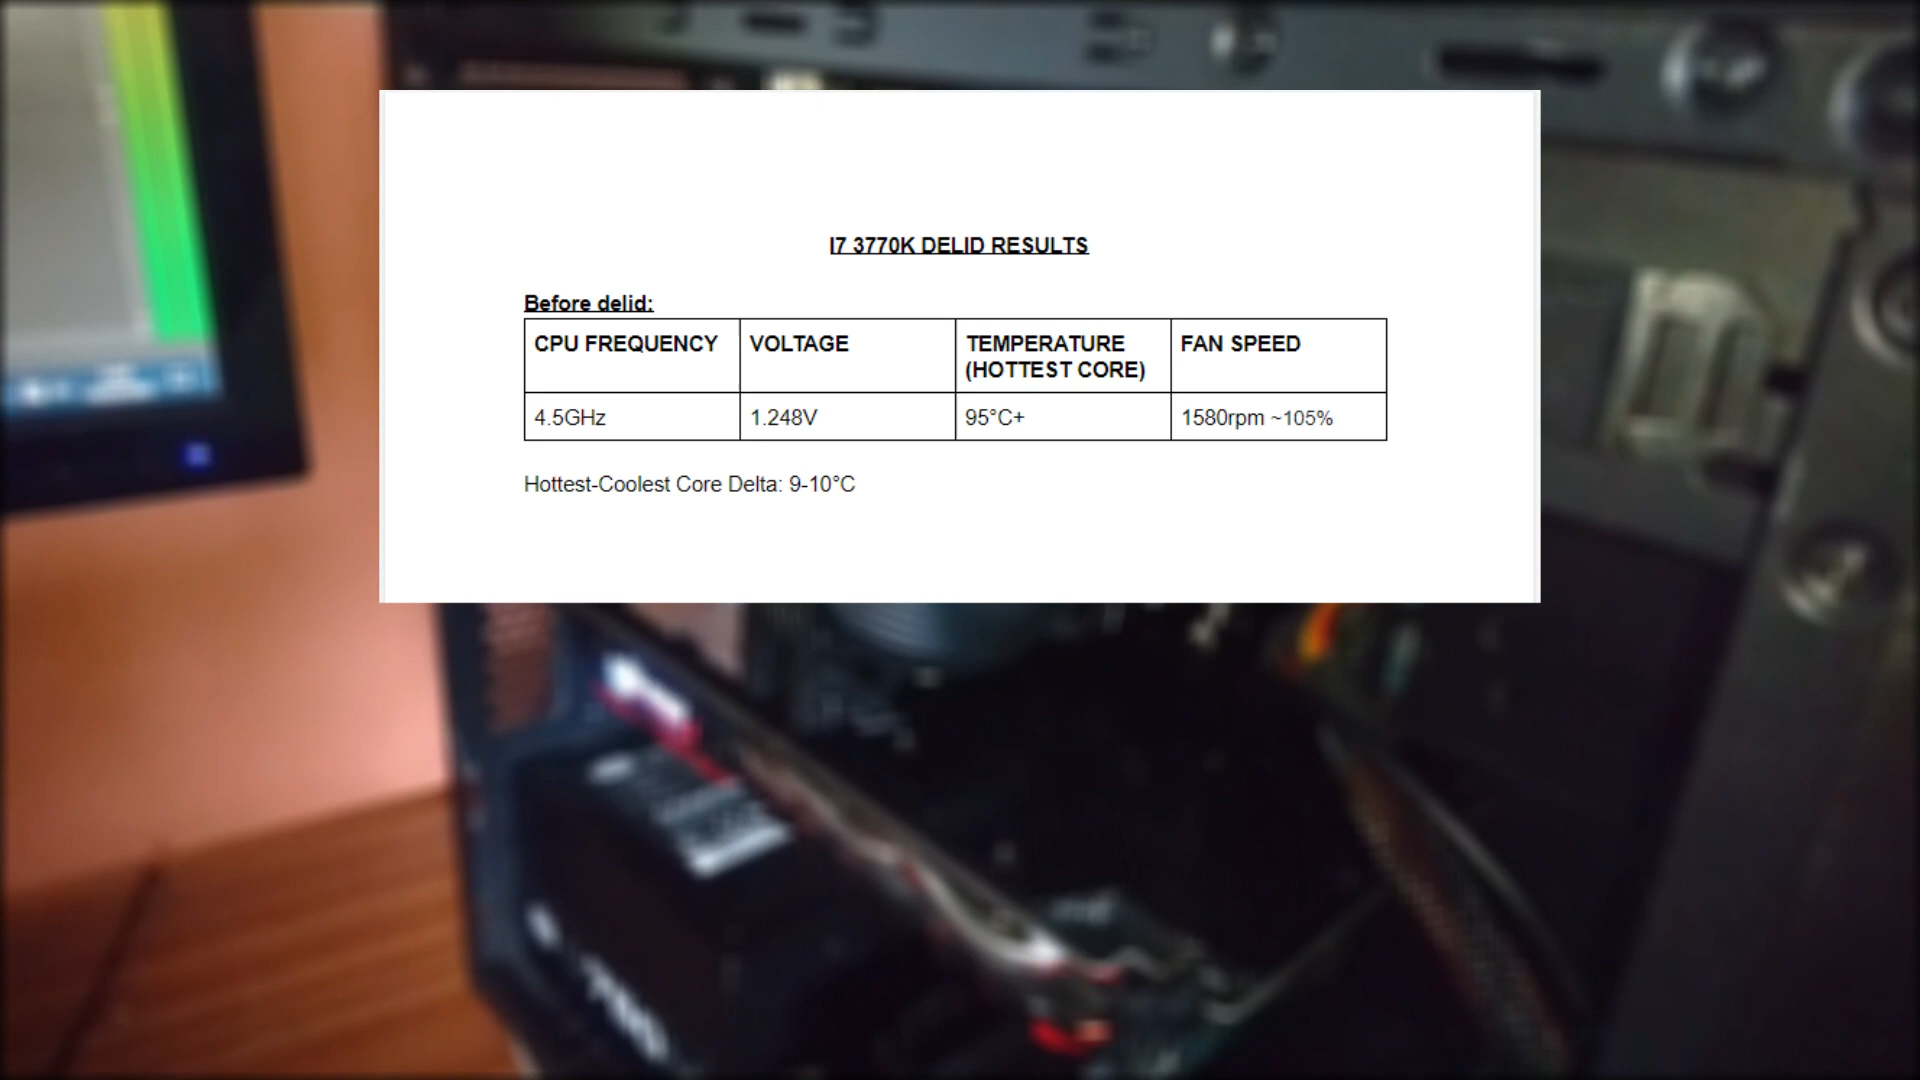 I7 3770K DELID RESULTS
Before delid:
CPU FREQUENCY VOLTAGE TEMPERATURE (HOTTEST CORE) FAN SPEED
4.5GHz 1.248V 95°C+ 1580rpm ~105%
Hottest-Coolest Core Delta: 9-10°C